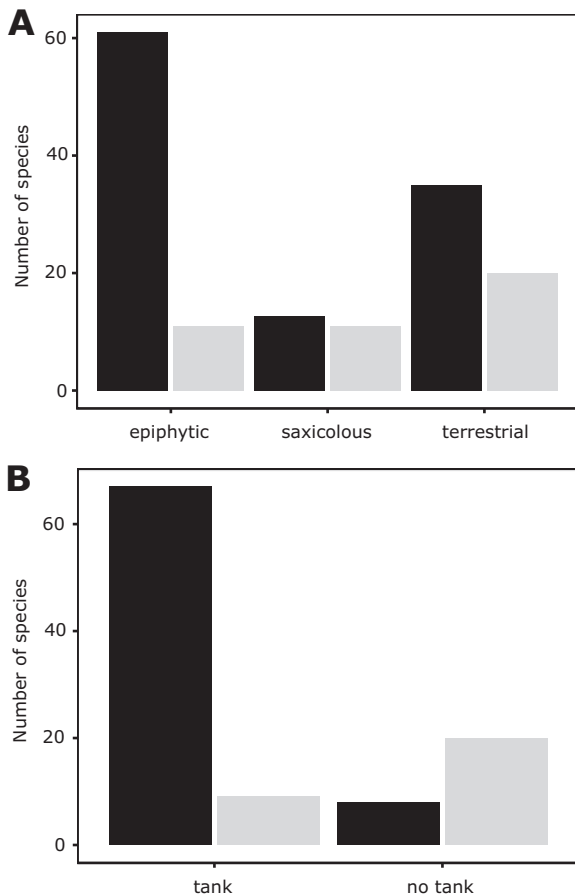 A
Number of species
60
40
20
0
epiphytic saxicolous terrestrial
B
Number of species
60
40
20
0
tank no tank